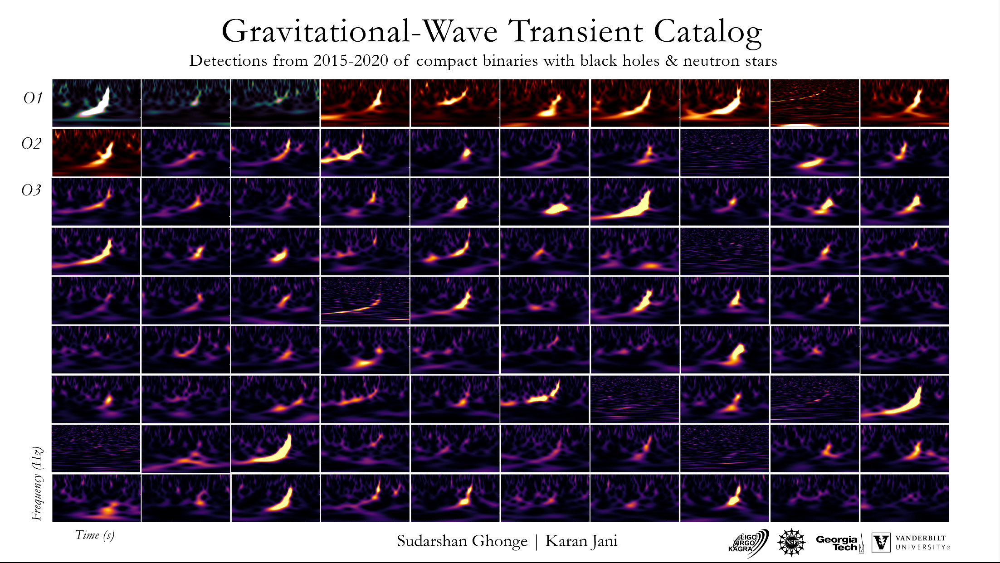 Gravitational-Wave Transient Catalog
Detections from 2015-2020 of compact binaries with black holes & neutron stars
O1
O2
O3
Frequency (Hz)
Time (s)
Sudarshan Ghonge | Karan Jani
LIGO
VIRGO
KAGRA
NSF
Georgia
Tech
V
VANDERBILT
UNIVERSITY®